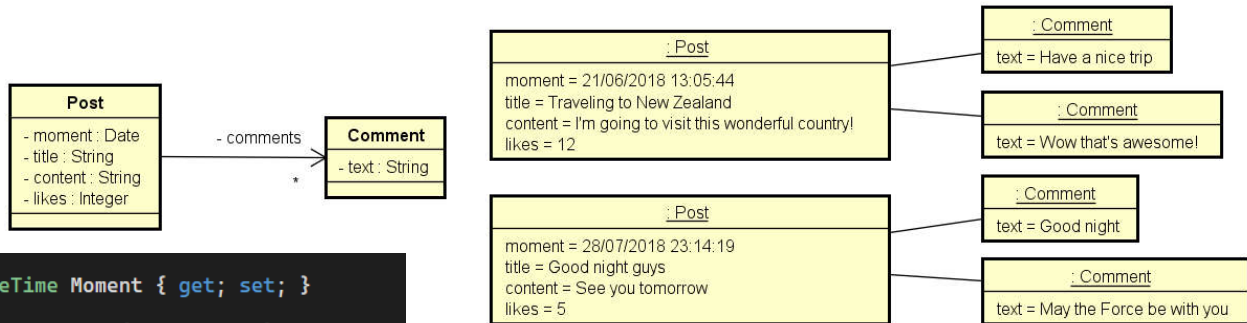 Post
- moment : Date
- title : String
- content : String
- likes : Integer
- comments
*
Comment
- text : String
eTime Moment { get; set; }
: Post
moment = 21/06/2018 13:05:44
title = Traveling to New Zealand
content = I'm going to visit this wonderful country!
likes = 12
: Comment
text = Have a nice trip
: Comment
text = Wow that's awesome!
: Post
moment = 28/07/2018 23:14:19
title = Good night guys
content = See you tomorrow
likes = 5
: Comment
text = Good night
: Comment
text = May the Force be with you